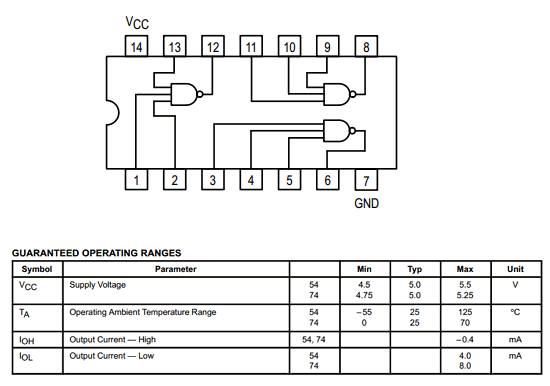 VCC
14 13 12 11 10 9 8
1 2 3 4 5 6 7
GND
GUARANTEED OPERATING RANGES
Symbol Parameter Min Typ Max Unit
VCC Supply Voltage 54 4.5 5.0 5.5 V
74 4.75 5.0 5.25
TA Operating Ambient Temperature Range 54 −55 25 125 °C
74 0 25 70
IOH Output Current — High 54, 74 −0.4 mA
IOL Output Current — Low 54 4.0 mA
74 8.0